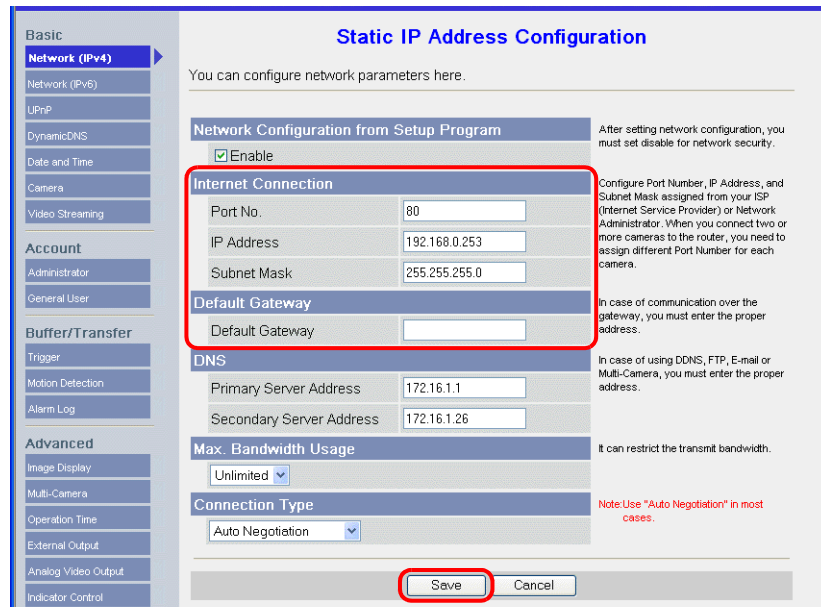 Basic
Network (IPv4)
Network (IPv6)
UPnP
DynamicDNS
Date and Time
Camera
Video Streaming
Account
Administrator
General User
Buffer/Transfer
Trigger
Motion Detection
Alarm Log
Advanced
Image Display
Multi-Camera
Operation Time
External Output
Analog Video Output
Indicator Control
Static IP Address Configuration
You can configure network parameters here.
Network Configuration from Setup Program
Enable
After setting network configuration, you
must set disable for network security.
Internet Connection
Port No. 80
IP Address 192.168.0.253
Subnet Mask 255.255.255.0
Configure Port Number, IP Address, and
Subnet Mask assigned from your ISP
(Internet Service Provider) or Network
Administrator. When you connect two or
more cameras to the router, you need to
assign different Port Number for each
camera.
Default Gateway
Default Gateway
In case of communication over the
gateway, you must enter the proper
address.
DNS
Primary Server Address 172.16.1.1
Secondary Server Address 172.16.1.26
In case of using DDNS, FTP, E-mail or
Multi-Camera, you must enter the proper
address.
Max. Bandwidth Usage
Unlimited
It can restrict the transmit bandwidth.
Connection Type
Auto Negotiation
Note:Use "Auto Negotiation" in most
cases.
Save Cancel